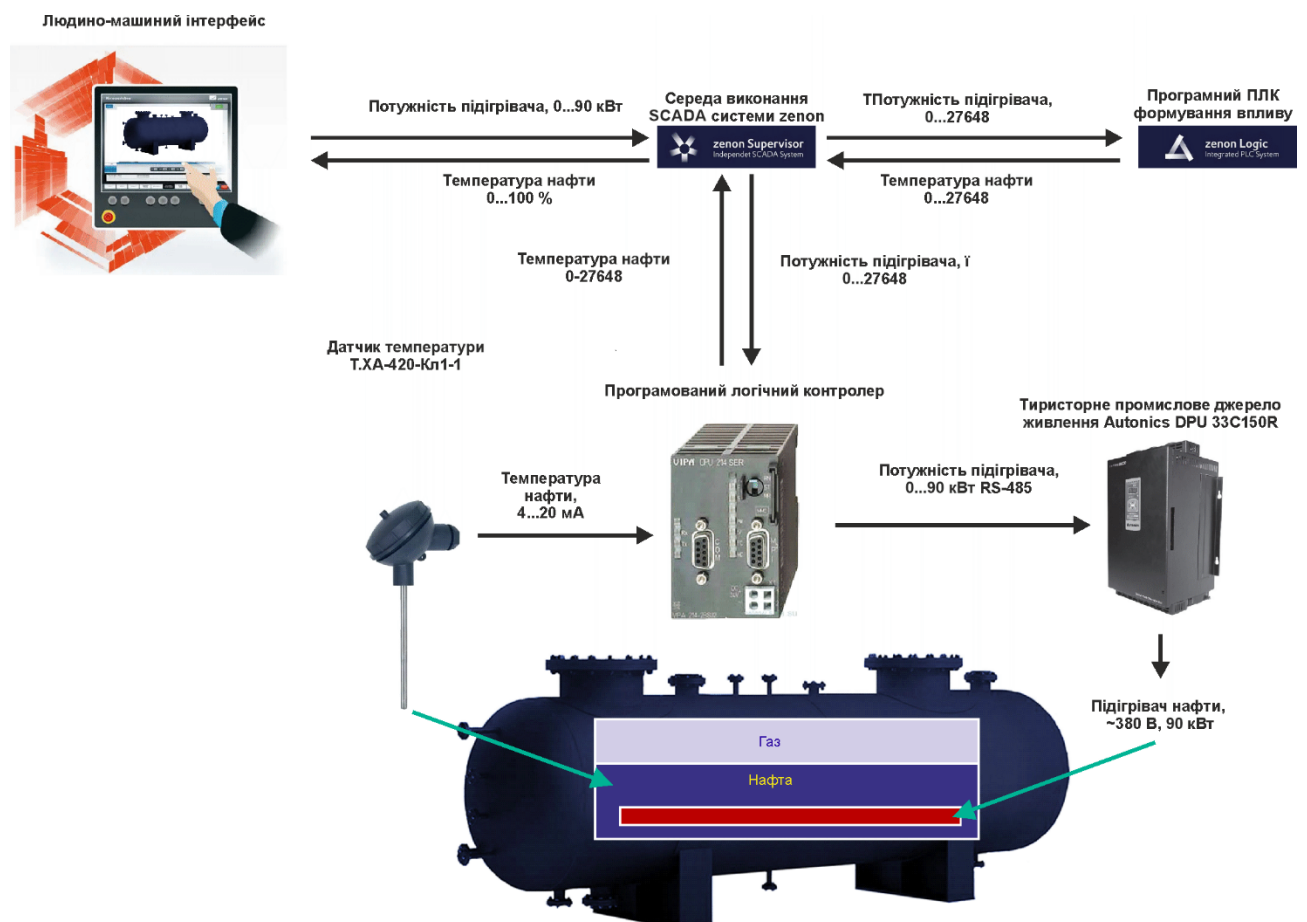 Людино-машиний інтерфейс
Потужність підігрівача, 0...90 кВт
Середа виконання
SCADA системи zenon
ТПотужність підігрівача,
0...27648
Програмний ПЛК
формування впливу
zenon Supervisor
Independet SCADA System
zenon Logic
Integrated PLC System
Температура нафти
0...100 %
Температура нафти
0...27648
Температура нафти
0-27648
Потужність підігрівача, ї
0...27648
Датчик температури
Т.ХА-420-Кл1-1
Програмований логічний контролер
Тиристорне промислове джерело
живлення Autonics DPU 33C150R
VIPA CPU 214 SER
Температура
нафти,
4...20 мА
Потужність підігрівача,
0...90 кВт RS-485
Підігрівач нафти,
~380 В, 90 кВт
Газ
Нафта